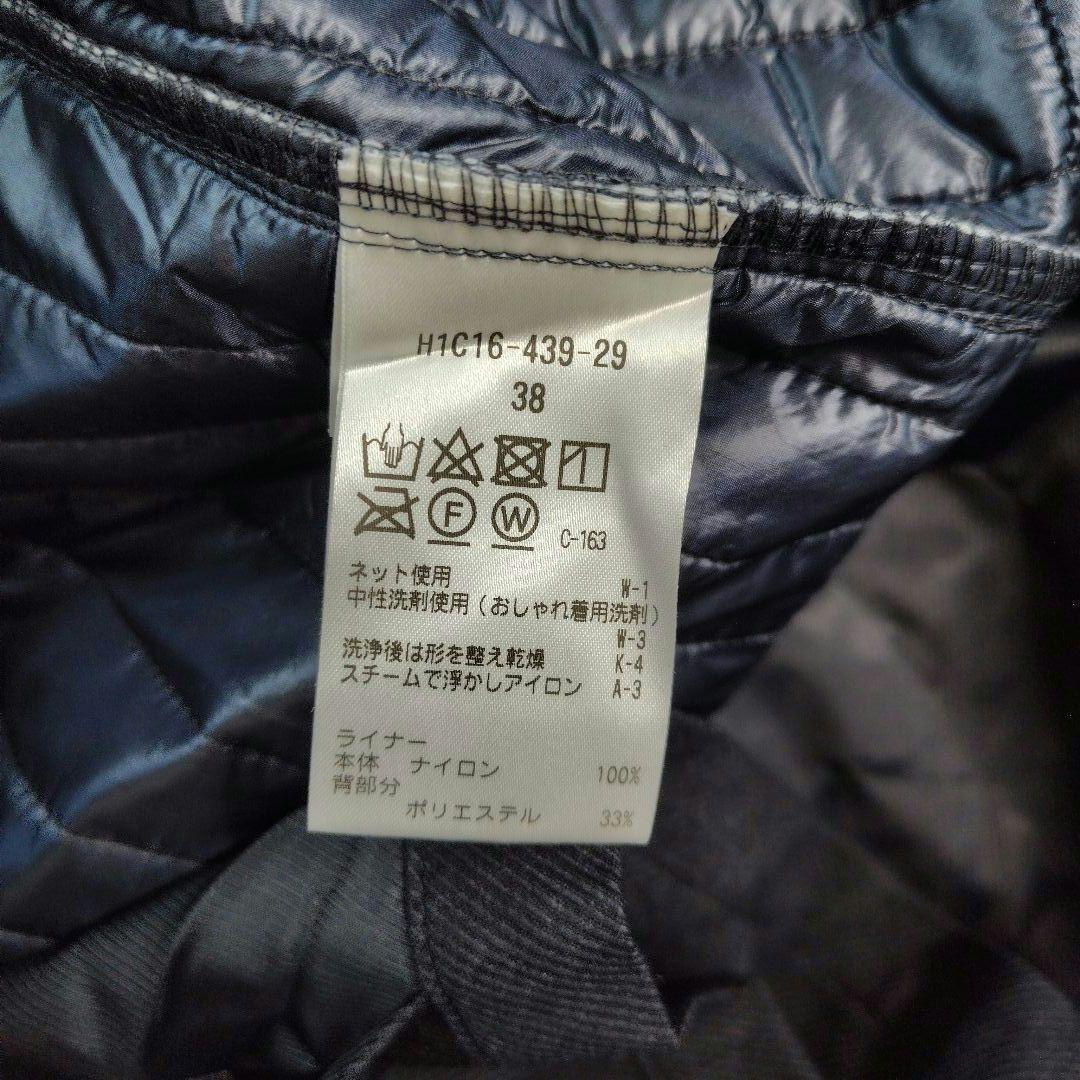 H1C16-439-29
38
F W C-163
ネット使用 W-1
中性洗剤使用(おしゃれ着用洗剤)
W-3
洗浄後は形を整え乾燥 K-4
スチームで浮かしアイロン A-3
ライナー
本体 ナイロン 100%
背部分
ポリエステル 33%